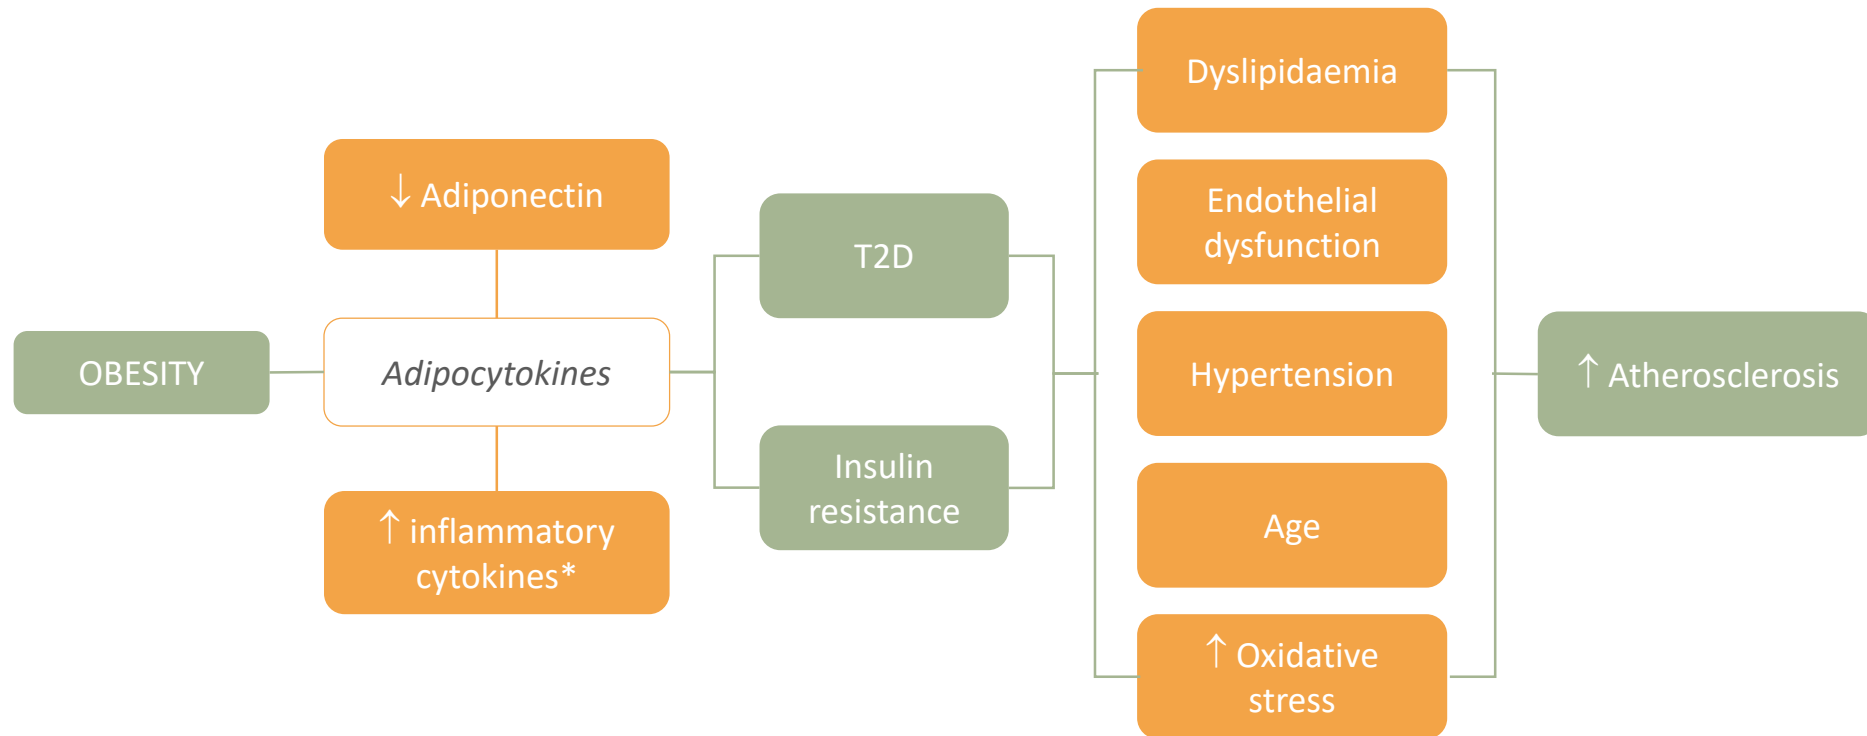 OBESITY
↓ Adiponectin
Adipocytokines
↑ inflammatory
cytokines*
T2D
Insulin
resistance
Dyslipidaemia
Endothelial
dysfunction
Hypertension
Age
↑ Oxidative
stress
↑ Atherosclerosis